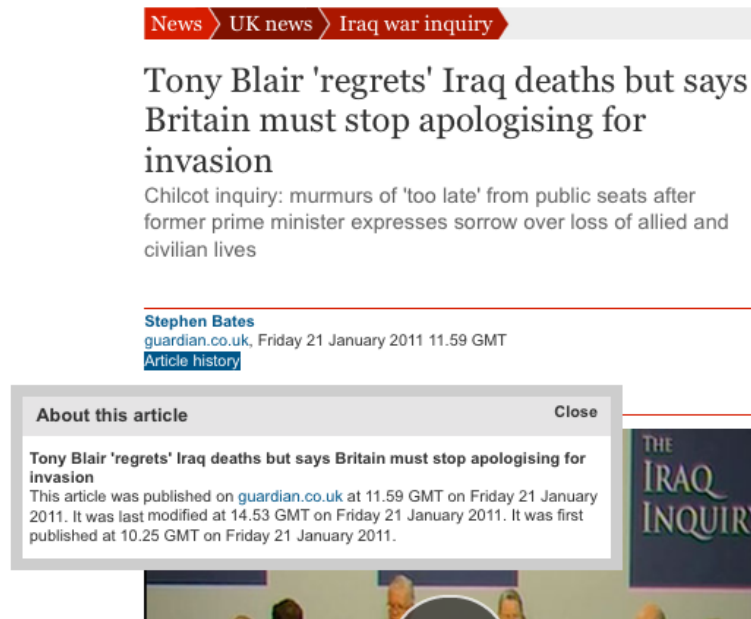 News UK news Iraq war inquiry
Tony Blair 'regrets' Iraq deaths but says
Britain must stop apologising for
invasion
Chilcot inquiry: murmurs of 'too late' from public seats after
former prime minister expresses sorrow over loss of allied and
civilian lives
Stephen Bates
guardian.co.uk, Friday 21 January 2011 11.59 GMT
Article history
About this article Close
Tony Blair 'regrets' Iraq deaths but says Britain must stop apologising for
invasion
This article was published on guardian.co.uk at 11.59 GMT on Friday 21 January
2011. It was last modified at 14.53 GMT on Friday 21 January 2011. It was first
published at 10.25 GMT on Friday 21 January 2011.
THE
IRAQ
INQUIRY